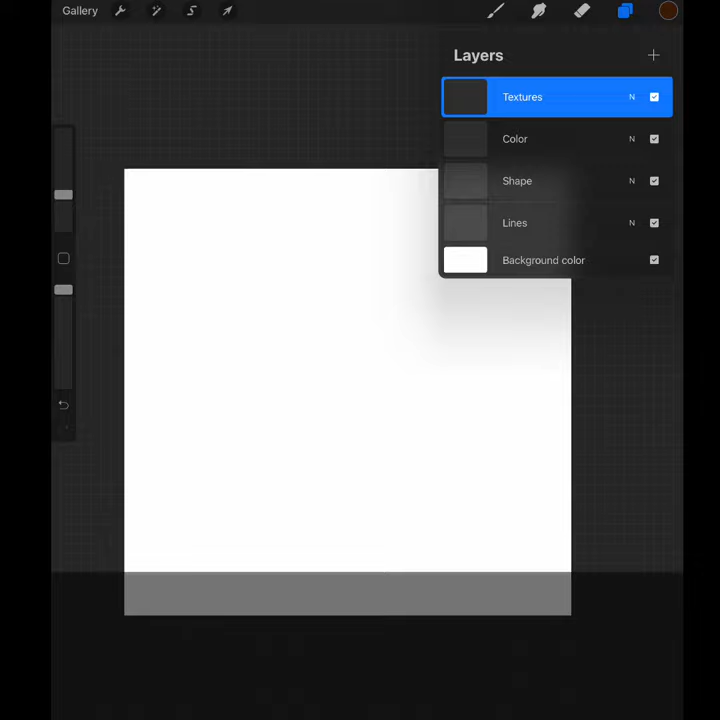 Gallery
Layers
Textures N
Color N
Shape N
Lines N
Background color